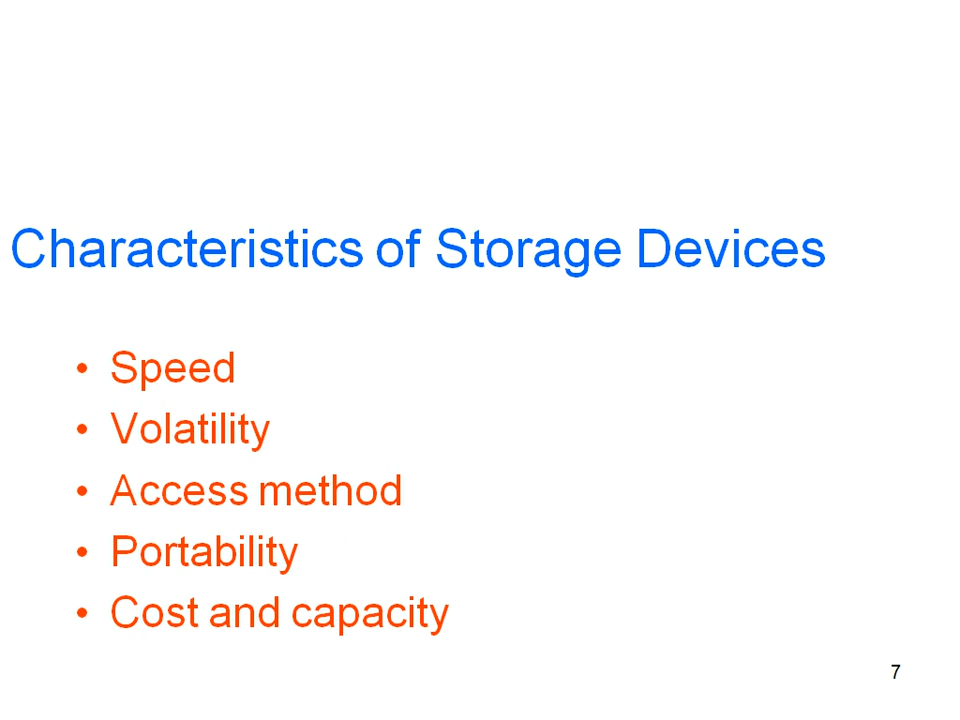 Characteristics of Storage Devices
• Speed
• Volatility
• Access method
• Portability
• Cost and capacity
7